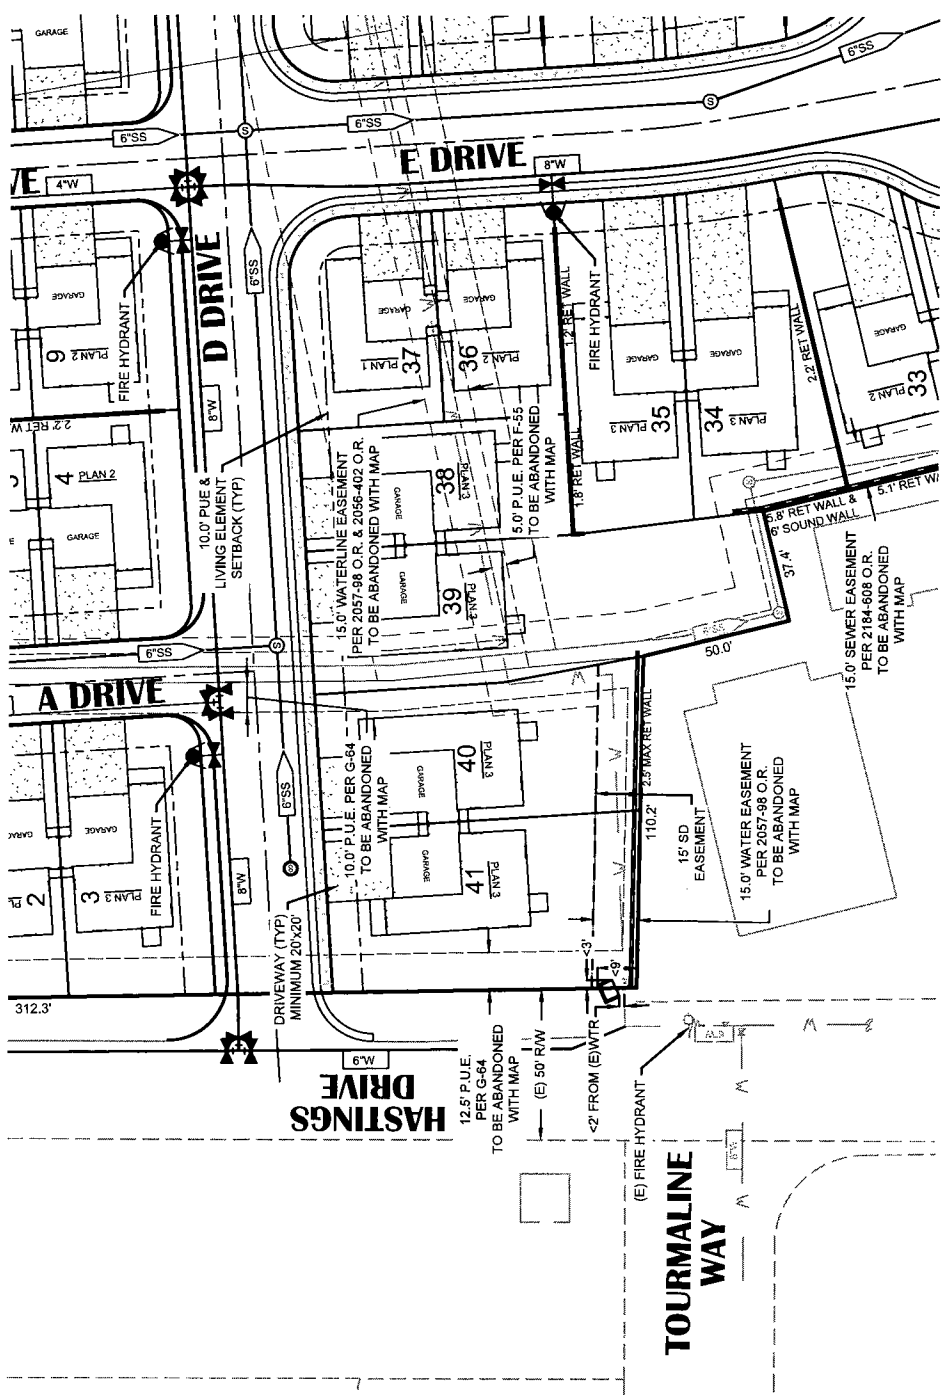 GARAGE
6"SS
6"SS
6"SS
E DRIVE
VE
4"W
8"W
D DRIVE
6"SS
GARAGE
9
PLAN 2
FIRE HYDRANT
GARAGE
PLAN 1
37
GARAGE
36
PLAN 2
1.2' RET WALL
FIRE HYDRANT
GARAGE
GARAGE
PLAN 3
35
34
PLAN 3
2.2' RET WALL
GARAGE
PLAN 2
33
8"W
2.2' RET W
4
PLAN 2
GARAGE
10.0' PUE &
LIVING ELEMENT
SETBACK (TYP)
15.0' WATERLINE EASEMENT
PER 2057-98 O.R. & 2056-402 O.R.
TO BE ABANDONED WITH MAP
GARAGE
38
PLAN 3
5.0' P.U.E. PER F-55
TO BE ABANDONED
WITH MAP
1.8' RET WALL
GARAGE
39
PLAN 2
5.8' RET WALL &
6' SOUND WALL
5.1' RET W
37.4'
15.0' SEWER EASEMENT
PER 2184-608 O.R.
TO BE ABANDONED
WITH MAP
6"SS
50.0'
A DRIVE
GARAGE
GARAGE
2
3
PLAN 3
FIRE HYDRANT
6"SS
8"W
10.0' P.U.E. PER G-64
TO BE ABANDONED
WITH MAP
GARAGE
40
PLAN 3
GARAGE
41
PLAN 3
2.5' MAX RET WALL
110.2'
15' SD
EASEMENT
15.0' WATER EASEMENT
PER 2057-98 O.R.
TO BE ABANDONED
WITH MAP
DRIVEWAY (TYP)
MINIMUM 20'x20'
312.3'
<3'
<9'
6"W
HASTINGS
DRIVE
12.5' P.U.E.
PER G-64
TO BE ABANDONED
WITH MAP
(E) 50' R/W
<2' FROM (E)WTR
(E) FIRE HYDRANT
W
W
W
8"W
TOURMALINE
WAY